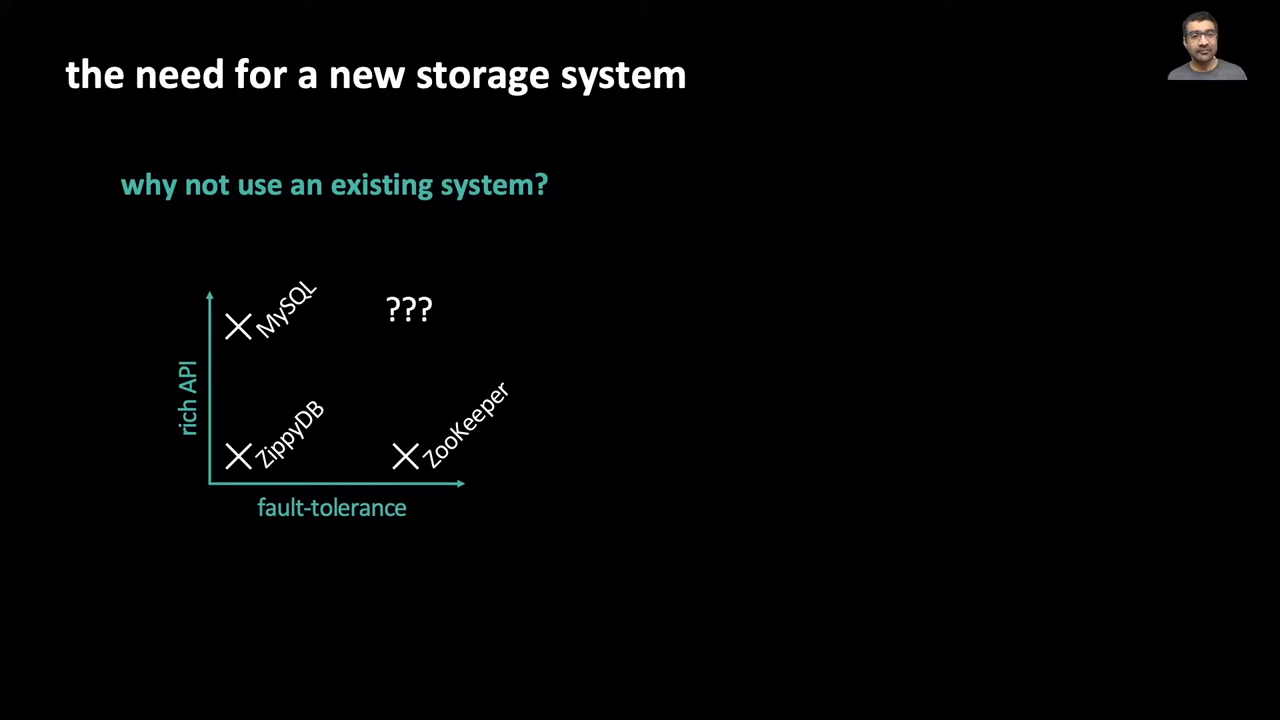 the need for a new storage system
why not use an existing system?
MySQL
???
rich API
ZippyDB
ZooKeeper
fault-tolerance